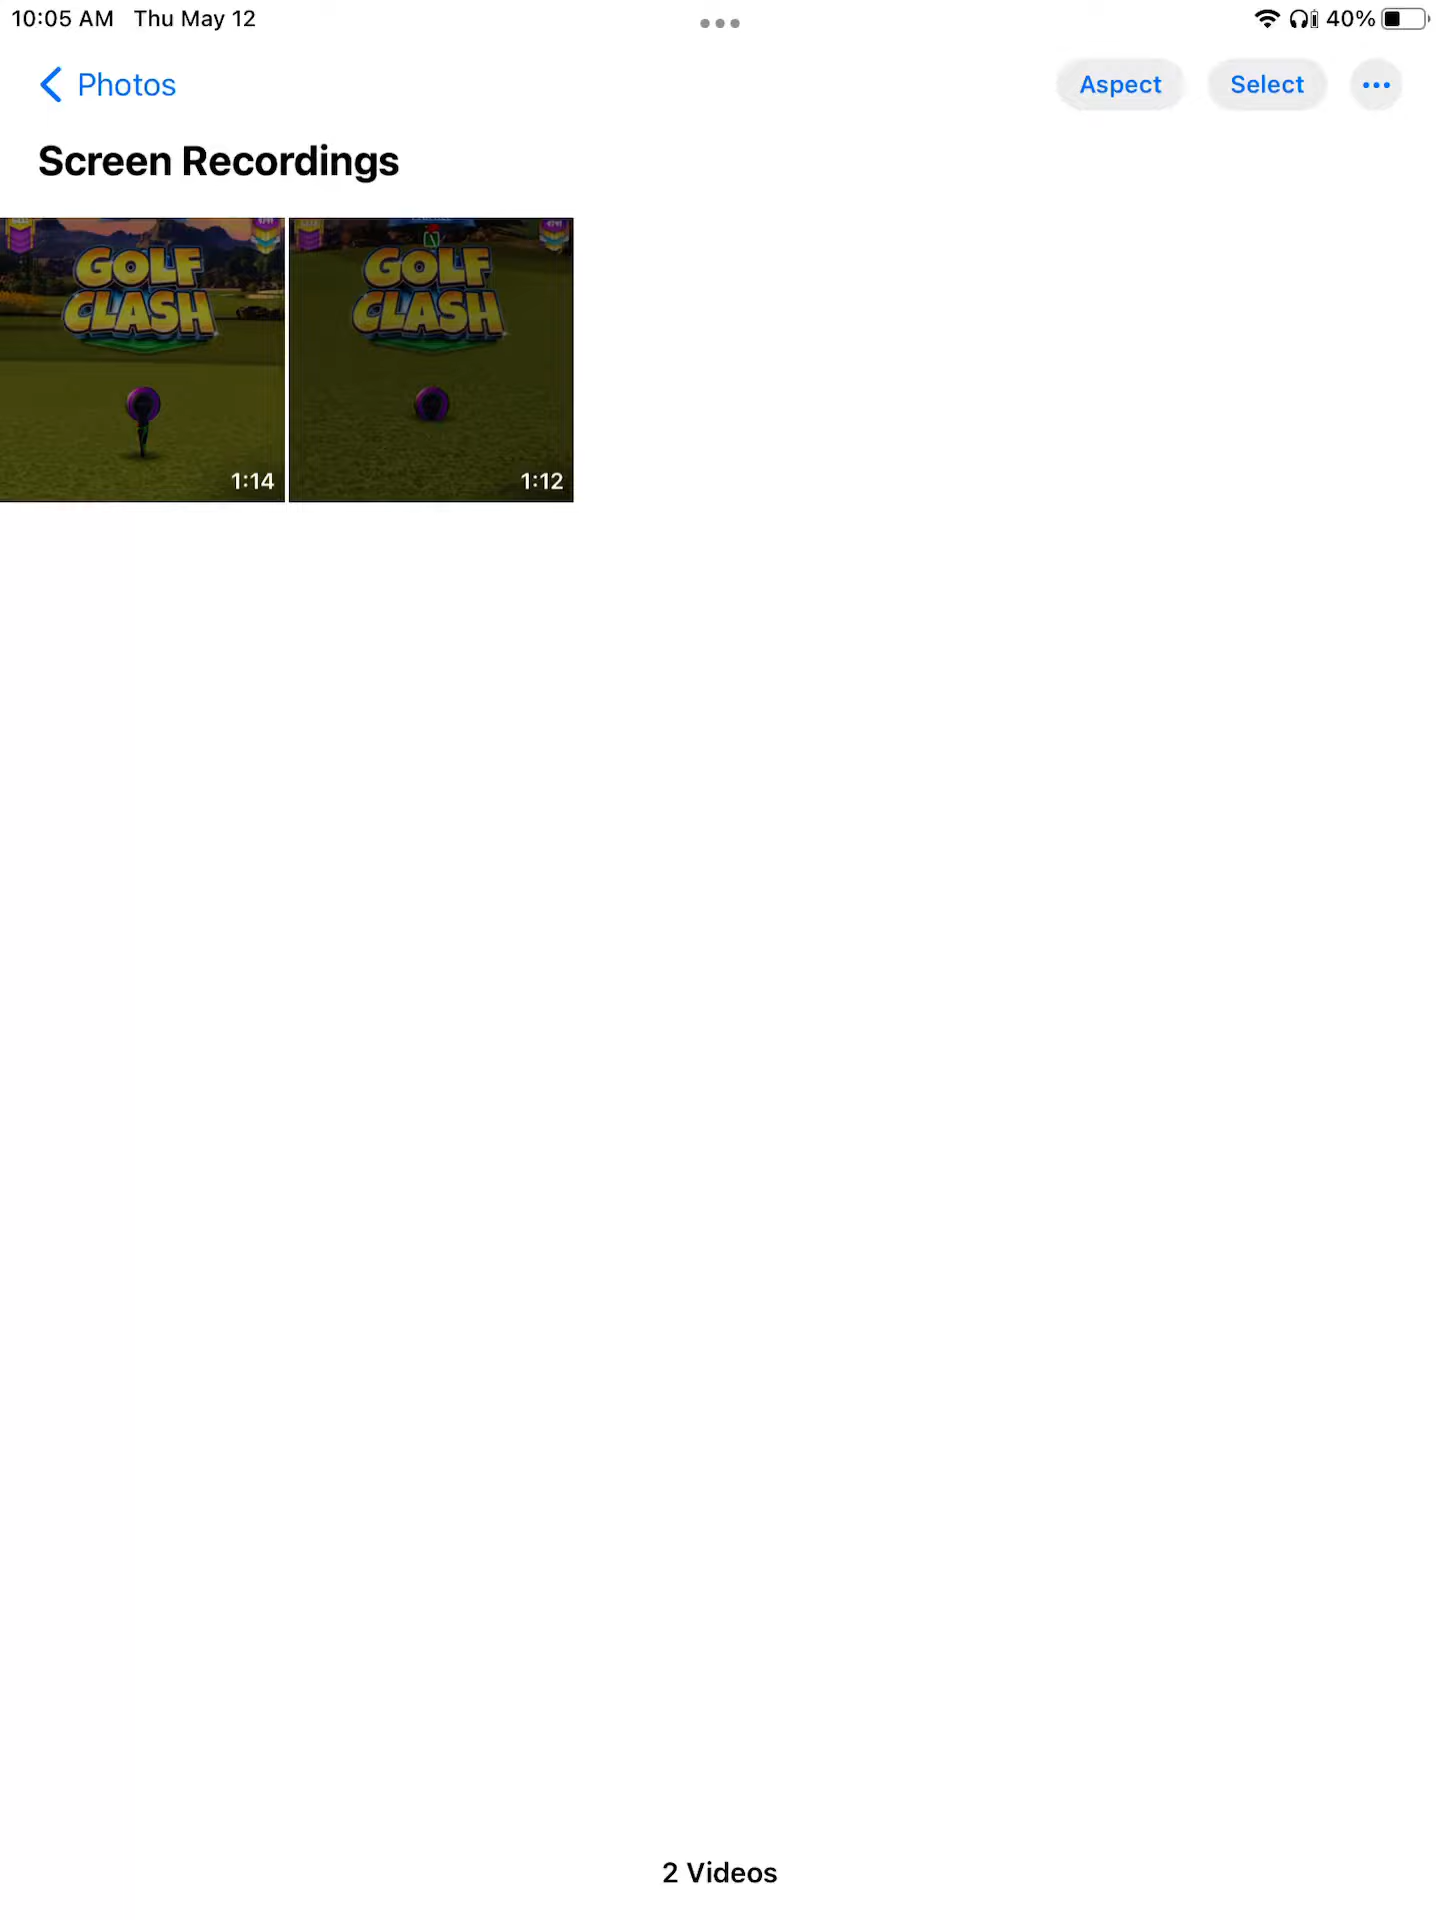 10:05 AM Thu May 12
40%
Photos
Aspect
Select
Screen Recordings
GOLF
CLASH
1:14
GOLF
CLASH
1:12
2 Videos